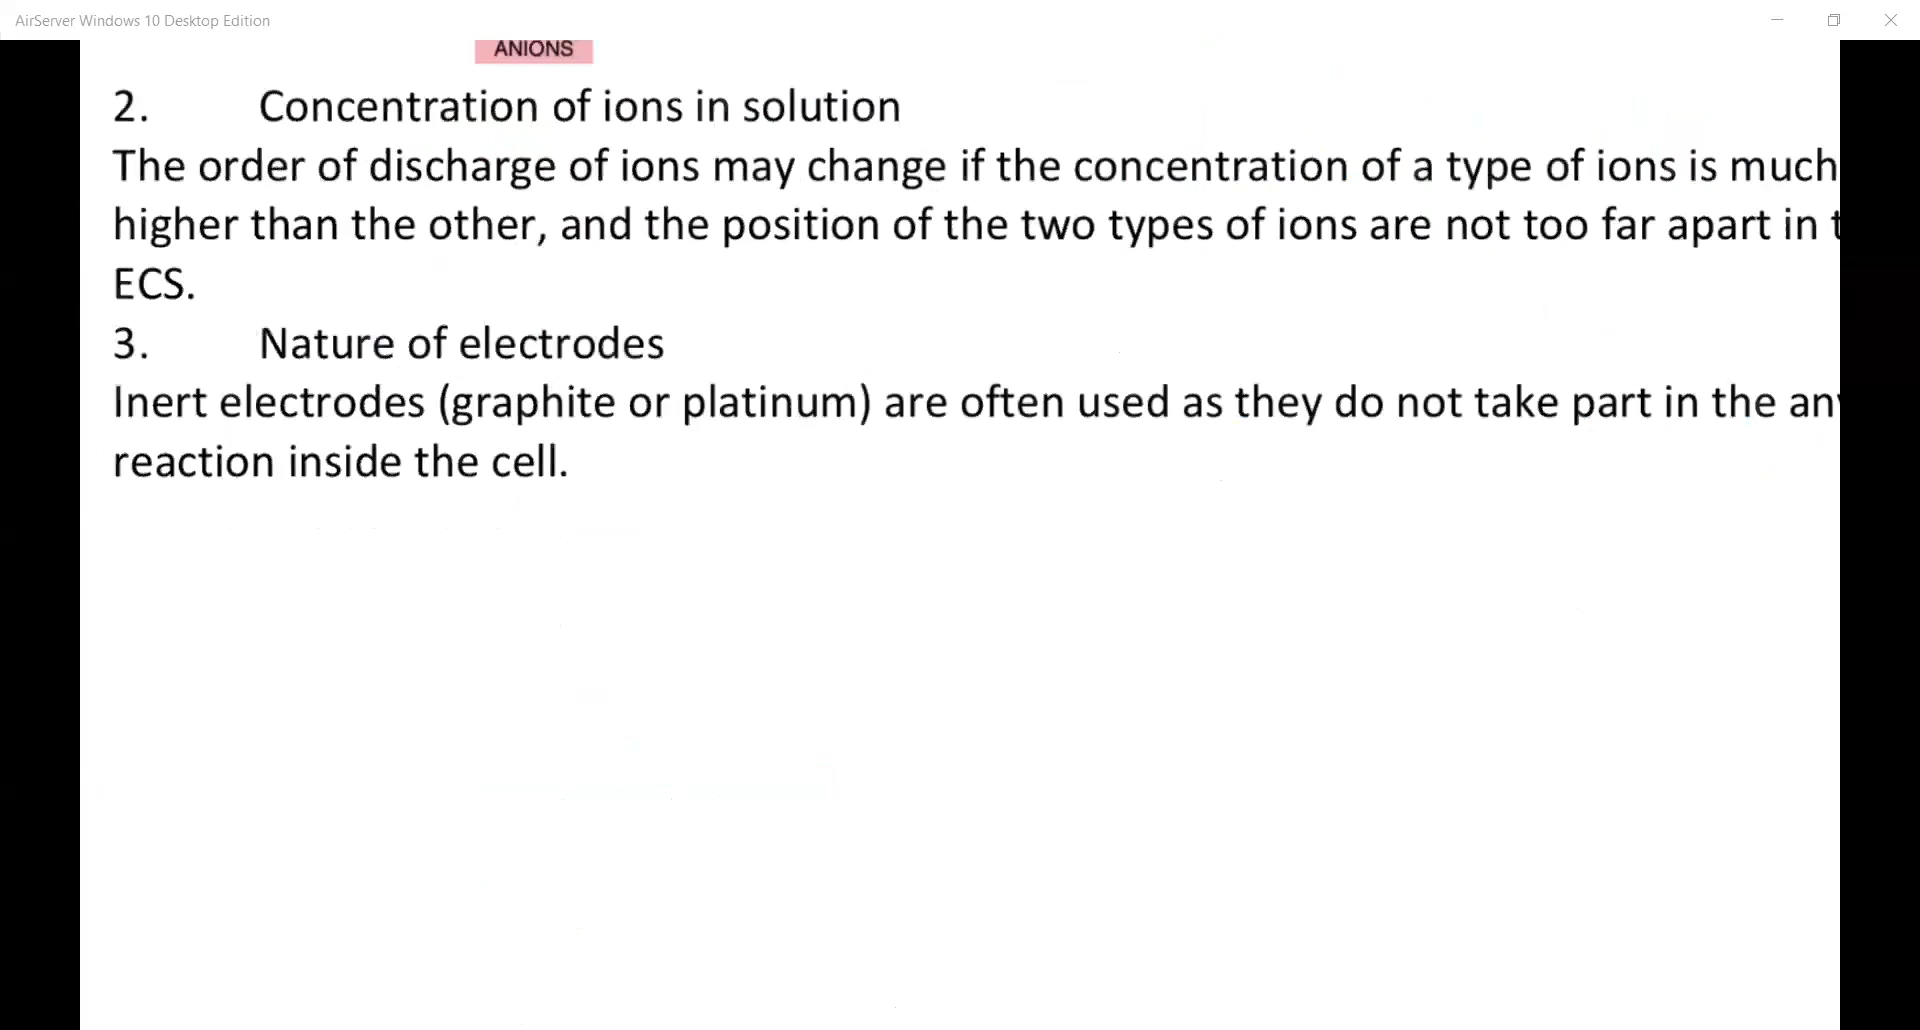 AirServer Windows 10 Desktop Edition
ANIONS
2. Concentration of ions in solution
The order of discharge of ions may change if the concentration of a type of ions is much
higher than the other, and the position of the two types of ions are not too far apart in
ECS.
3. Nature of electrodes
Inert electrodes (graphite or platinum) are often used as they do not take part in the
reaction inside the cell.